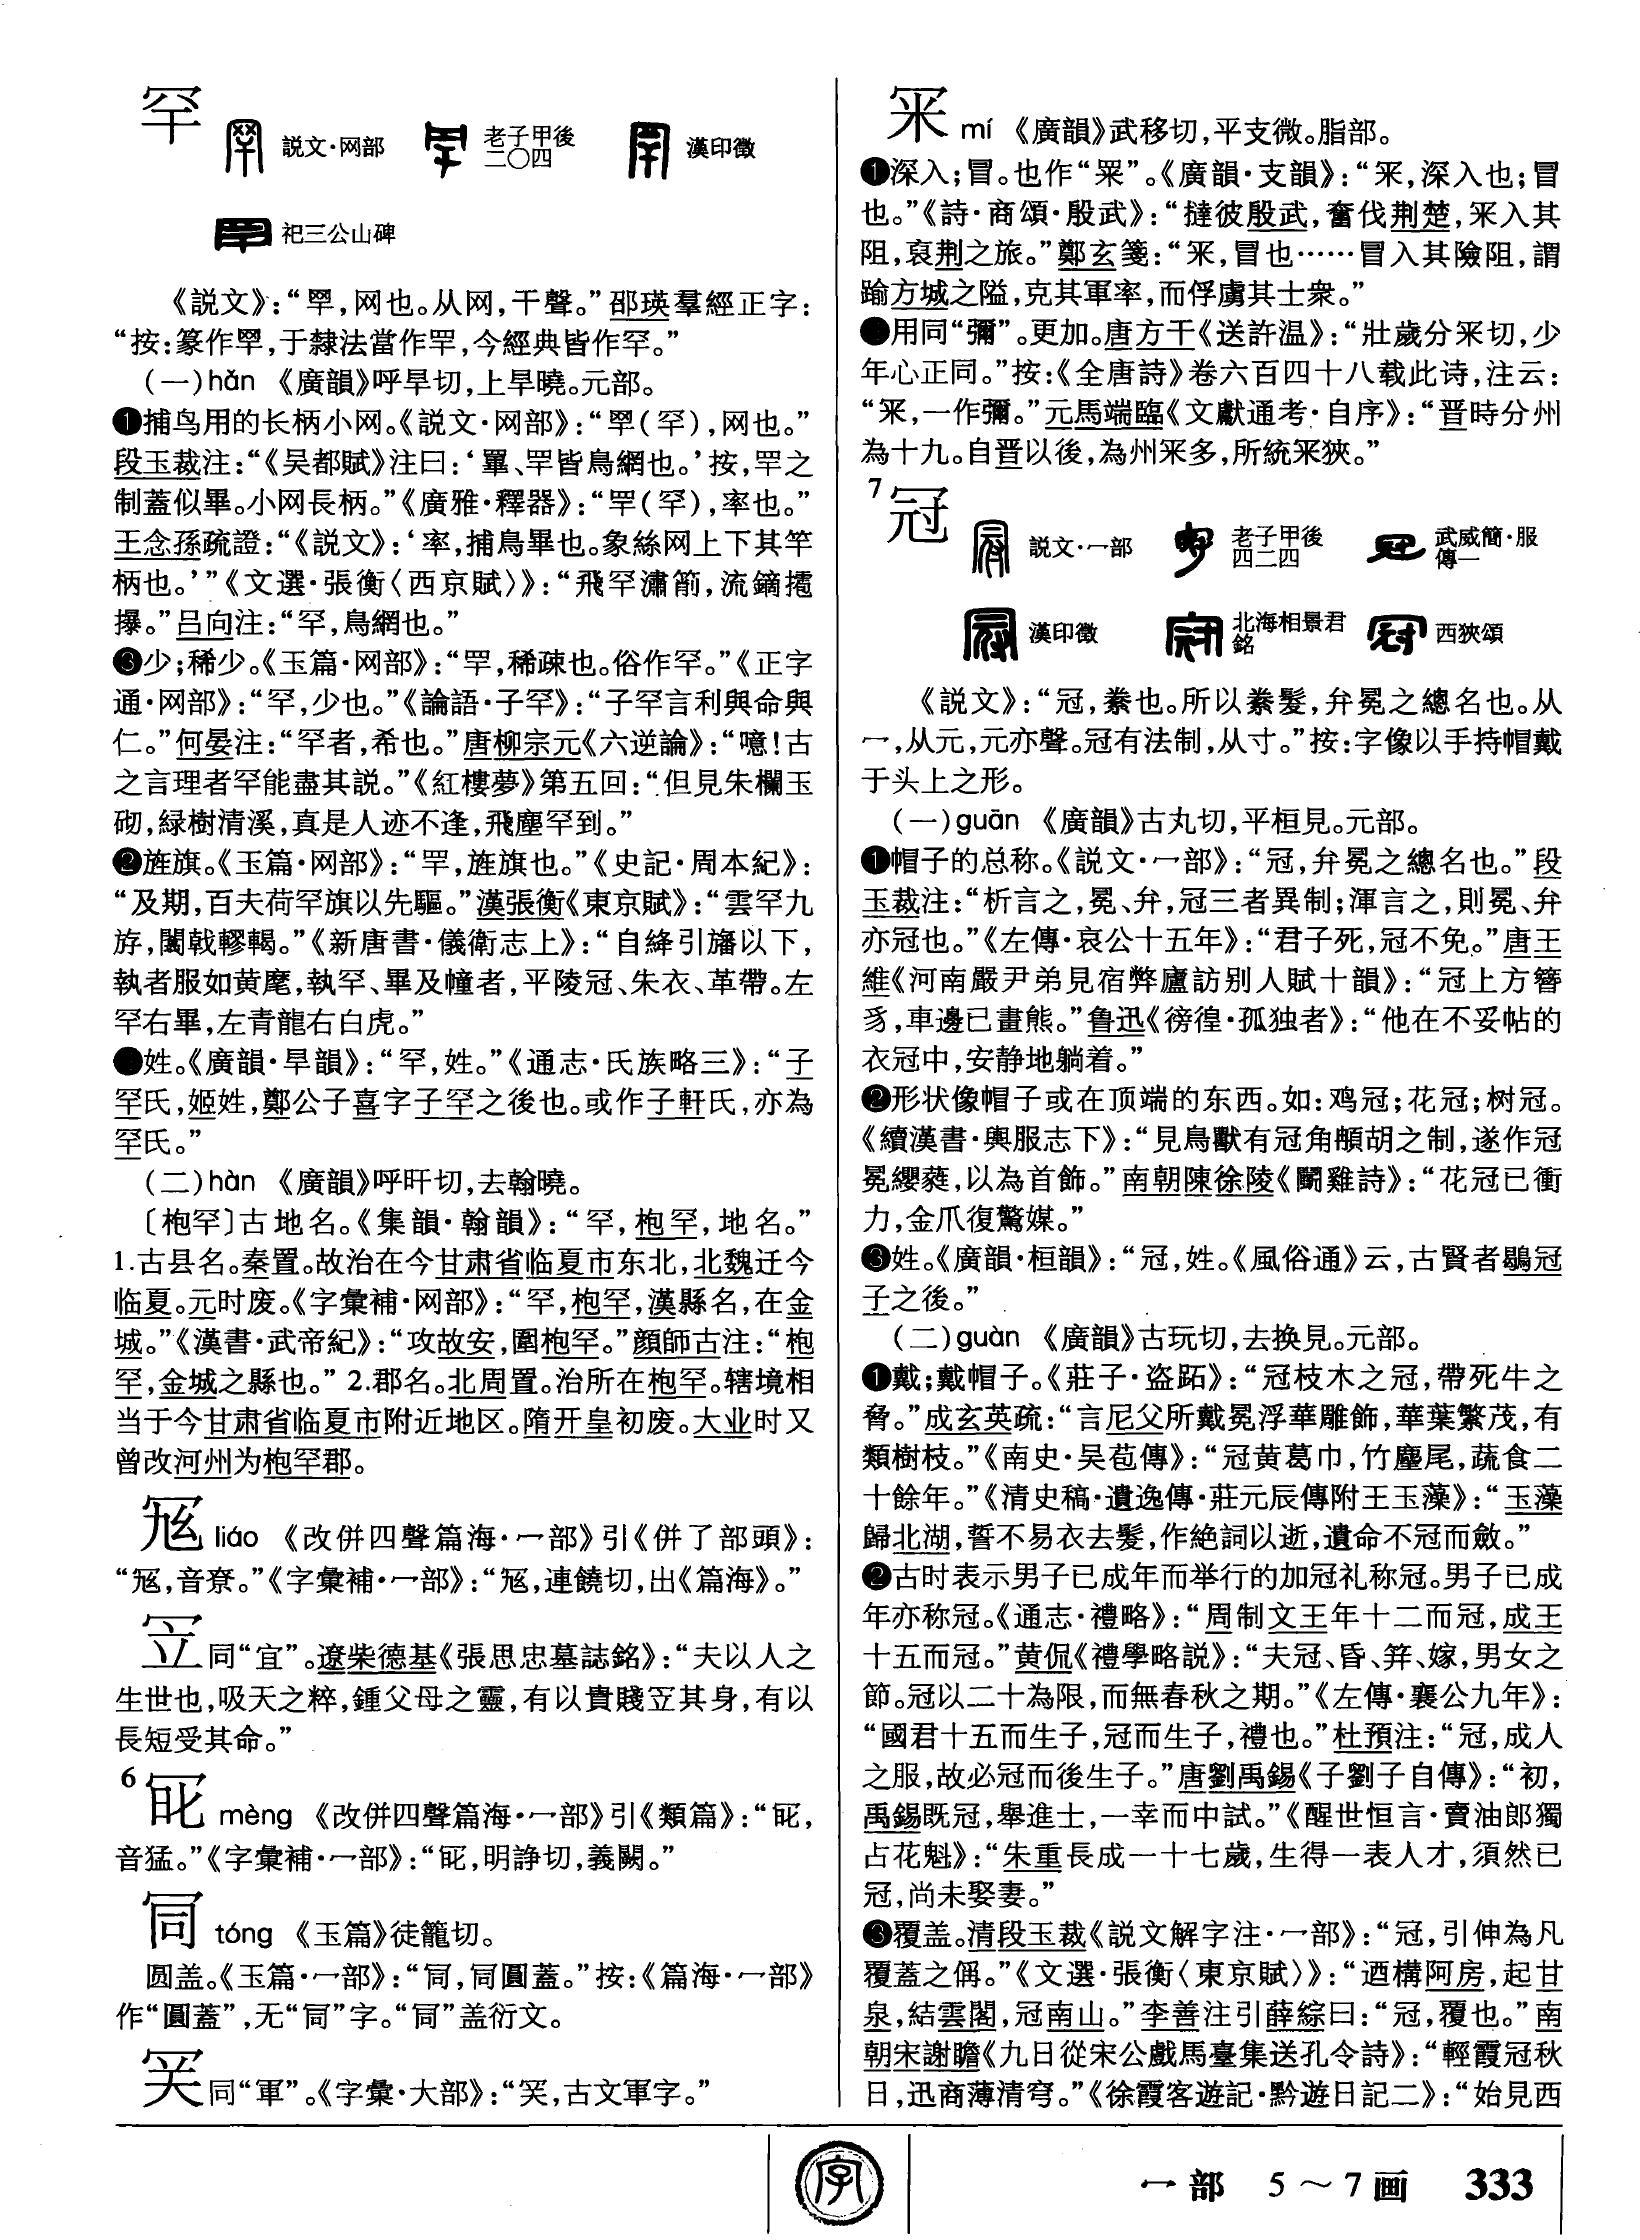 罕
説文·网部 老子甲後二〇四 漢印徵
祀三公山碑
《説文》：“罕，网也。从网，干聲。”邵瑛羣經正字：
“按：篆作罕，于隸法當作罕，今經典皆作罕。”
（一）hǎn 《廣韻》呼旱切，上旱曉。元部。
❶捕鸟用的长柄小网。《説文·网部》：“罕（罕），网也。”
段玉裁注：“《吴都賦》注曰：‘罼、罕皆鳥網也。’按，罕之
制蓋似畢。小网長柄。”《廣雅·釋器》：“罕（罕），率也。”
王念孫疏證：“《説文》：‘率，捕鳥畢也。象絲网上下其竿
柄也。’”《文選·張衡〈西京賦〉》：“飛罕潚箾，流鏑𢷏
㩧。”吕向注：“罕，鳥網也。”
❸少；稀少。《玉篇·网部》：“罕，稀疎也。俗作罕。”《正字
通·网部》：“罕，少也。”《論語·子罕》：“子罕言利與命與
仁。”何晏注：“罕者，希也。”唐柳宗元《六逆論》：“噫！古
之言理者罕能盡其説。”《紅樓夢》第五回：“但見朱欄玉
砌，緑樹清溪，真是人迹不逢，飛塵罕到。”
❷旌旗。《玉篇·网部》：“罕，旌旗也。”《史記·周本紀》：
“及期，百夫荷罕旗以先驅。”漢張衡《東京賦》：“雲罕九
斿，闟戟轇輵。”《新唐書·儀衛志上》：“自絳引旛以下，
執者服如黄麾，執罕、畢及幢者，平陵冠、朱衣、革帶。左
罕右畢，左青龍右白虎。”
姓。《廣韻·旱韻》：“罕，姓。”《通志·氏族略三》：“子
罕氏，姬姓，鄭公子喜字子罕之後也。或作子軒氏，亦為
罕氏。”
（二）hàn 《廣韻》呼旰切，去翰曉。
〔枹罕〕古地名。《集韻·翰韻》：“罕，枹罕，地名。”
1.古县名。秦置。故治在今甘肃省临夏市东北，北魏迁今
临夏。元时废。《字彙補·网部》：“罕，枹罕，漢縣名，在金
城。”《漢書·武帝紀》：“攻故安，圍枹罕。”顔師古注：“枹
罕，金城之縣也。”2.郡名。北周置。治所在枹罕。辖境相
当于今甘肃省临夏市附近地区。隋开皇初废。大业时又
曾改河州为枹罕郡。
liáo 《改併四聲篇海·冖部》引《併了部頭》：
“，音尞。”《字彙補·冖部》：“，連饒切，出《篇海》。”
同“宜”。遼柴德基《張思忠墓誌銘》：“夫以人之
生世也，吸天之粹，鍾父母之靈，有以貴賤其身，有以
長短受其命。”
6
mèng 《改併四聲篇海·冖部》引《類篇》：“，
音猛。”《字彙補·冖部》：“，明諍切，義闕。”
tóng 《玉篇》徒籠切。
圆盖。《玉篇·冖部》：“，圓蓋。”按：《篇海·冖部》
作“圓蓋”，无“”字。“”盖衍文。
同“軍”。《字彙·大部》：“，古文軍字。”
冞 mí 《廣韻》武移切，平支微。脂部。
❶深入；冒。也作“罙”。《廣韻·支韻》：“冞，深入也；冒
也。”《詩·商頌·殷武》：“撻彼殷武，奮伐荆楚，冞入其
阻，裒荆之旅。”鄭玄箋：“冞，冒也……冒入其險阻，謂
踰方城之隘，克其軍率，而俘虜其士衆。”
用同“彌”。更加。唐方干《送許温》：“壯歲分冞切，少
年心正同。”按：《全唐詩》卷六百四十八载此诗，注云：
“冞，一作彌。”元馬端臨《文獻通考·自序》：“晋時分州
為十九。自晋以後，為州冞多，所統冞狹。”
7 冠
説文·冖部 老子甲後四二四 武威簡·服傳一
漢印徵 北海相景君銘 西狹頌
《説文》：“冠，絭也。所以絭髮，弁冕之總名也。从
冖，从元，元亦聲。冠有法制，从寸。”按：字像以手持帽戴
于头上之形。
（一）guān 《廣韻》古丸切，平桓見。元部。
❶帽子的总称。《説文·冖部》：“冠，弁冕之總名也。”段
玉裁注：“析言之，冕、弁，冠三者異制；渾言之，則冕、弁
亦冠也。”《左傳·哀公十五年》：“君子死，冠不免。”唐王
維《河南嚴尹弟見宿弊廬訪别人賦十韻》：“冠上方簪
豸，車邊已畫熊。”鲁迅《徬徨·孤独者》：“他在不妥帖的
衣冠中，安静地躺着。”
❷形状像帽子或在顶端的东西。如：鸡冠；花冠；树冠。
《續漢書·輿服志下》：“見鳥獸有冠角䫇胡之制，遂作冠
冕纓蕤，以為首飾。”南朝陳徐陵《鬭雞詩》：“花冠已衝
力，金爪復驚媒。”
❸姓。《廣韻·桓韻》：“冠，姓。《風俗通》云，古賢者鶡冠
子之後。”
（二）guàn 《廣韻》古玩切，去换見。元部。
❶戴；戴帽子。《莊子·盗跖》：“冠枝木之冠，帶死牛之
脅。”成玄英疏：“言尼父所戴冕浮華雕飾，華葉繁茂，有
類樹枝。”《南史·吴苞傳》：“冠黄葛巾，竹麈尾，蔬食二
十餘年。”《清史稿·遺逸傳·莊元辰傳附王玉藻》：“玉藻
歸北湖，誓不易衣去髮，作絶詞以逝，遺命不冠而斂。”
❷古时表示男子已成年而举行的加冠礼称冠。男子已成
年亦称冠。《通志·禮略》：“周制文王年十二而冠，成王
十五而冠。”黄侃《禮學略説》：“夫冠、昏、笄、嫁，男女之
節。冠以二十為限，而無春秋之期。”《左傳·襄公九年》：
“國君十五而生子，冠而生子，禮也。”杜預注：“冠，成人
之服，故必冠而後生子。”唐劉禹錫《子劉子自傳》：“初，
禹錫既冠，舉進士，一幸而中試。”《醒世恒言·賣油郎獨
占花魁》：“朱重長成一十七歲，生得一表人才，須然已
冠，尚未娶妻。”
❸覆盖。清段玉裁《説文解字注·冖部》：“冠，引伸為凡
覆蓋之偁。”《文選·張衡〈東京賦〉》：“迺構阿房，起甘
泉，結雲閣，冠南山。”李善注引薛綜曰：“冠，覆也。”南
朝宋謝瞻《九日從宋公戲馬臺集送孔令詩》：“輕霞冠秋
日，迅商薄清穹。”《徐霞客遊記·黔遊日記二》：“始見西
字
冖部 5～7画 333